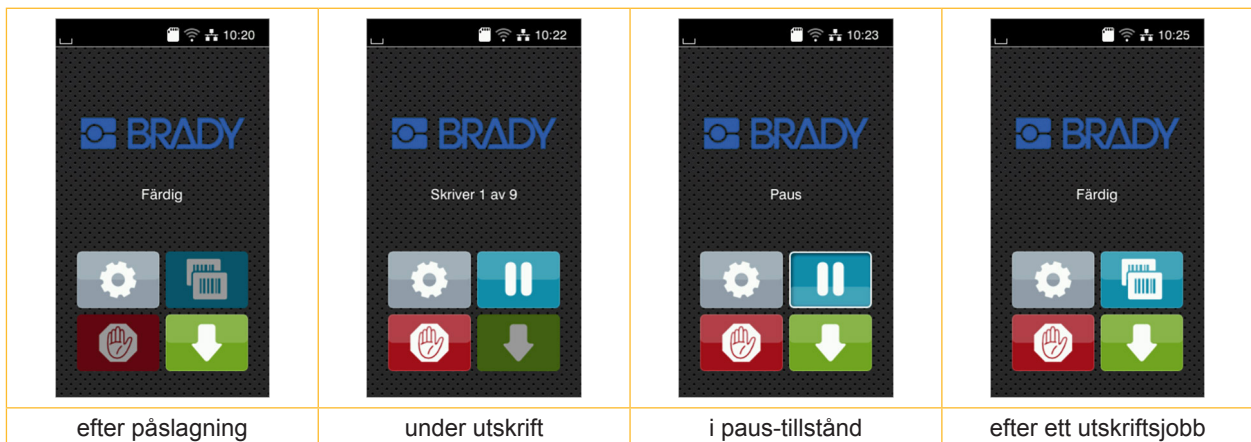 10:20
BRADY
Färdig
efter påslagning
10:22
BRADY
Skriver 1 av 9
under utskrift
10:23
BRADY
Paus
i paus-tillstånd
10:25
BRADY
Färdig
efter ett utskriftsjobb